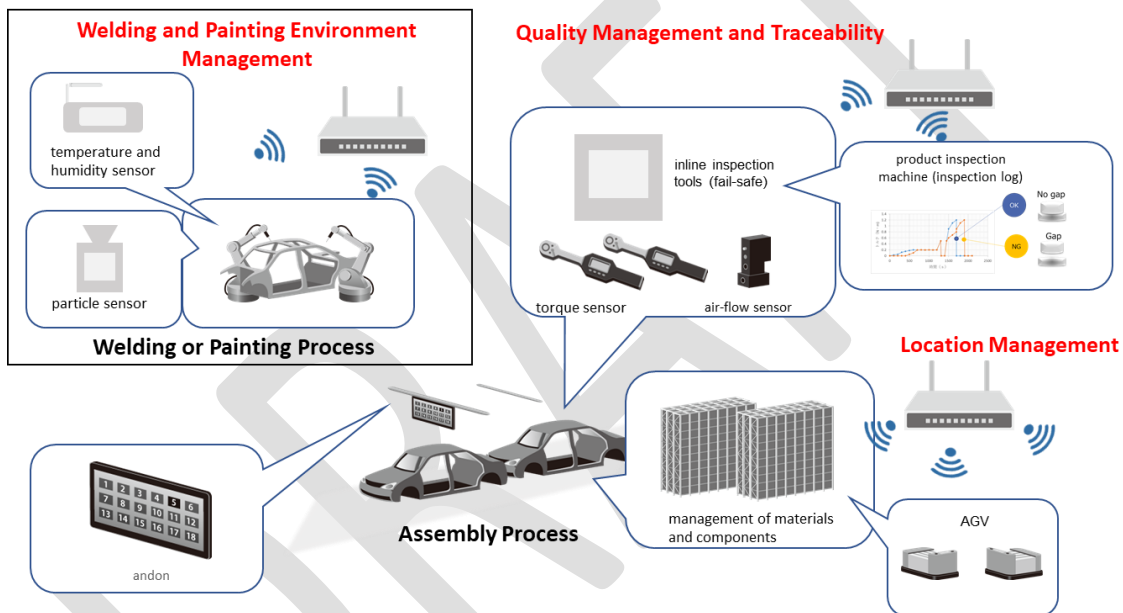 Welding and Painting Environment
Management
temperature and
humidity sensor
particle sensor
Welding or Painting Process
Quality Management and Traceability
inline inspection
tools (fail-safe)
torque sensor
air-flow sensor
product inspection
machine (inspection log)
OK
No gap
NG
Gap
Location Management
management of materials
and components
AGV
Assembly Process
1 2 3 4 5 6
7 8 9 10 11 12
13 14 15 16 17 18
andon